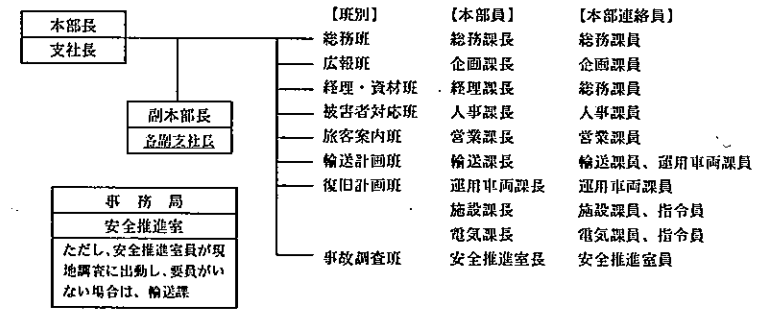 本部長
支社長
副本部長
各副支社長
事務局
安全推進室
ただし、安全推進室員が現
地調査に出動し、要員がい
ない場合は、輸送課
【班別】 【本部員】 【本部連絡員】
総務班 総務課長 総務課員
広報班 企画課長 企画課員
経理・資材班 経理課長 総務課員
被害者対応班 人事課長 人事課員
旅客案内班 営業課長 営業課員
輸送計画班 輸送課長 輸送課員、運用車両課員
復旧計画班 運用車両課長 運用車両課員
施設課長 施設課員、指令員
電気課長 電気課員、指令員
事故調査班 安全推進室長 安全推進室員